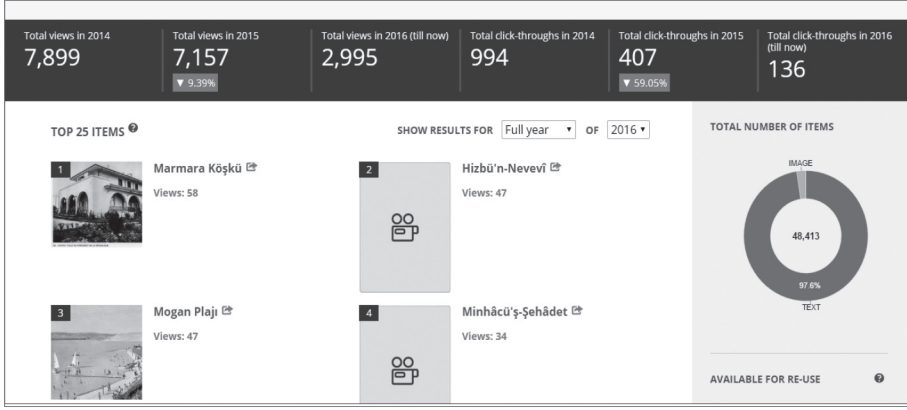 Total views in 2014
7,899
Total views in 2015
7,157
▼ 9.39%
Total views in 2016 (till now)
2,995
Total click-throughs in 2014
994
Total click-throughs in 2015
407
▼ 59.05%
Total click-throughs in 2016
(till now)
136
TOP 25 ITEMS ?
SHOW RESULTS FOR Full year ▼ OF 2016 ▼
1
Marmara Köşkü
Views: 58
2
Hizbü'n-Nevevî
Views: 47
3
Mogan Plajı
Views: 47
4
Minhâcü'ş-Şehâdet
Views: 34
TOTAL NUMBER OF ITEMS
IMAGE
48,413
97.6%
TEXT
AVAILABLE FOR RE-USE ?